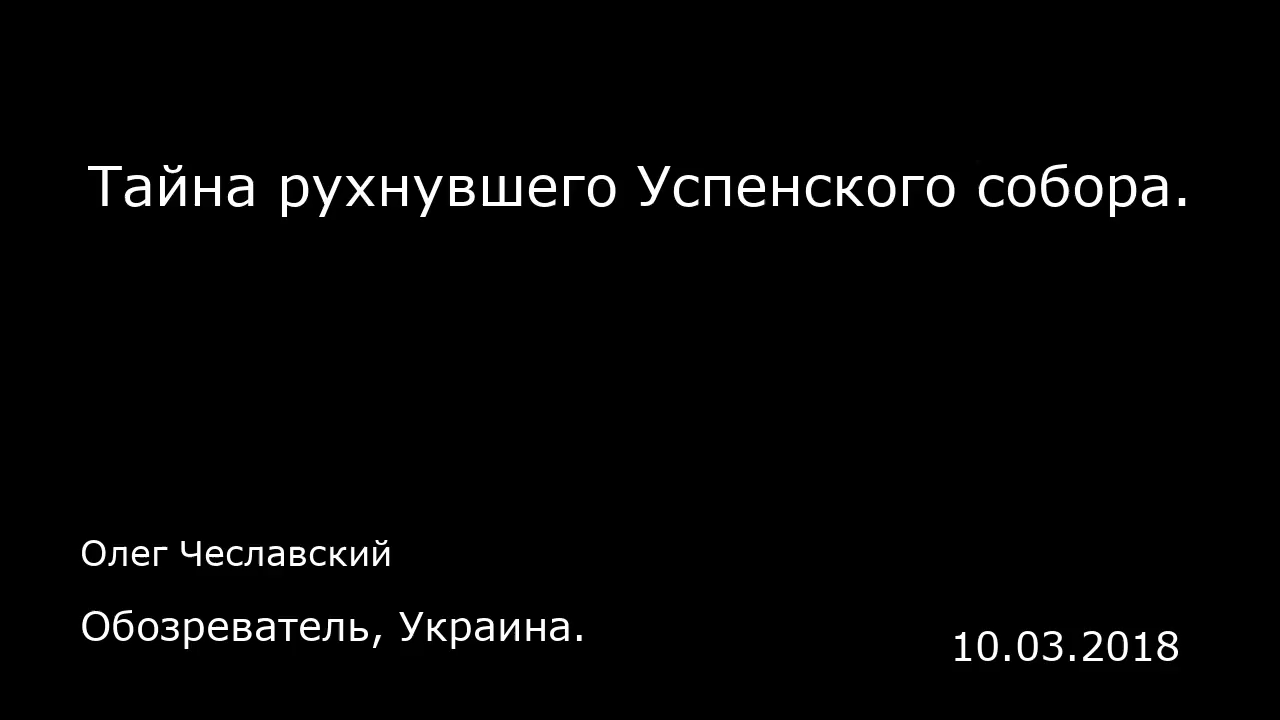 Тайна рухнувшего Успенского собора.
Олег Чеславский
Обозреватель, Украина.
10.03.2018